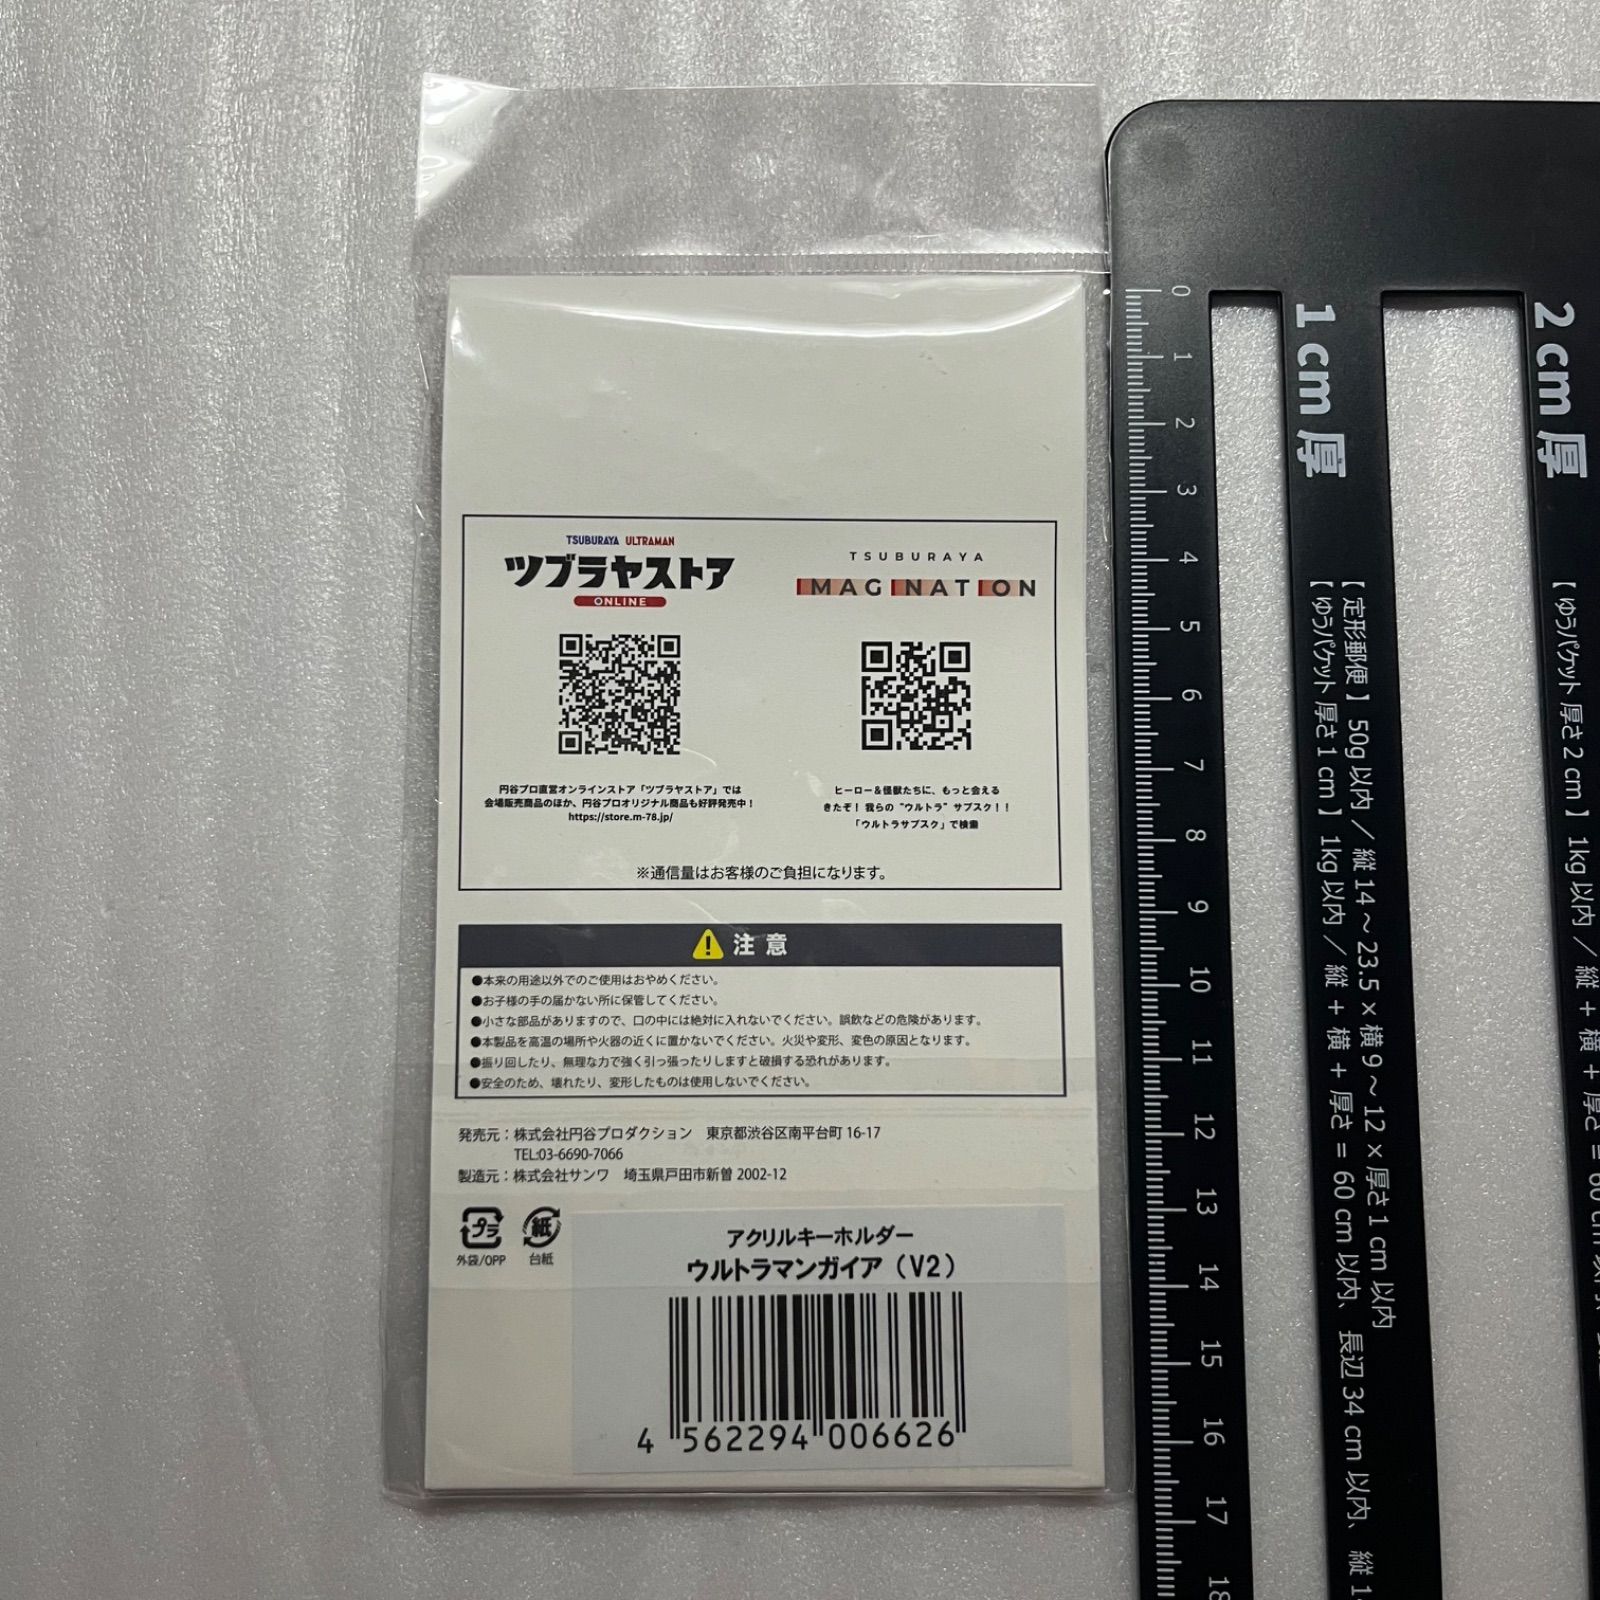 TSUBURAYA ULTRAMAN
ツブラヤストア
ONLINE
円谷プロ直営オンラインストア「ツブラヤストア」では
会場販売商品のほか、円谷プロオリジナル商品も好評発売中！
https://store.m-78.jp/
TSUBURAYA
IMAGINATION
ヒーロー＆怪獣たちに、もっと会える
きたぞ！我らの“ウルトラ”サブスク！！
「ウルトラサブスク」で検索
※通信量はお客様のご負担になります。
注意
●本来の用途以外でのご使用はおやめください。
●お子様の手の届かない所に保管してください。
●小さな部品がありますので、口の中には絶対に入れないでください。誤飲などの危険があります。
●本製品を高温の場所や火器の近くに置かないでください。火災や変形、変色の原因となります。
●振り回したり、無理な力で強く引っ張ったりしますと破損する恐れがあります。
●安全のため、壊れたり、変形したものは使用しないでください。
発売元：株式会社円谷プロダクション　東京都渋谷区南平台町 16-17
TEL:03-6690-7066
製造元：株式会社サンワ　埼玉県戸田市新曽 2002-12
プラ
外袋/OPP
紙
台紙
アクリルキーホルダー
ウルトラマンガイア（V2）
4 562294 006626
0
1
2
3
4
5
6
7
8
9
10
11
12
13
14
15
16
17
18
1 cm 厚
【 定形郵便 】 50g 以内 ／ 縦 14 ～ 23.5 × 横 9 ～ 12 × 厚さ 1 cm 以内
【 ゆうパケット 厚さ 1 cm 】 1kg 以内 ／ 縦 ＋ 横 ＋ 厚さ = 60 cm 以内、 長辺 34 cm 以内、 縦
2 cm 厚
【 ゆうパケット 厚さ 2 cm 】 1kg 以内 ／ 縦 ＋ 横 ＋ 厚さ = 60 cm 以内、